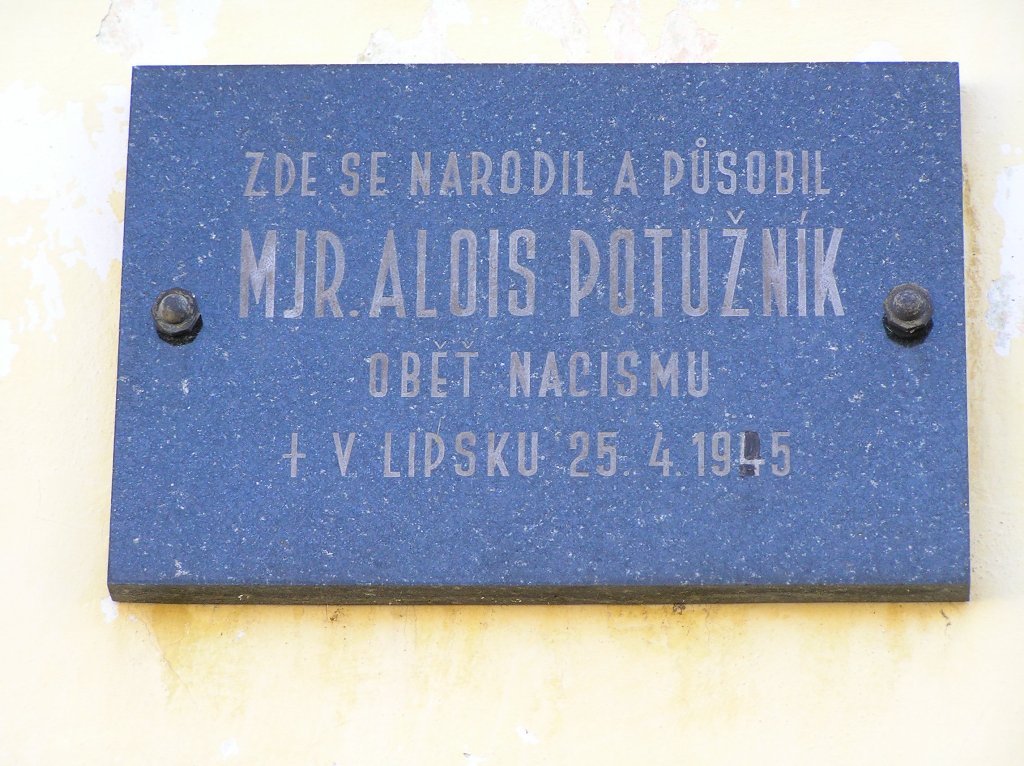 ZDE SE NARODIL A PŮSOBIL
MJR. ALOIS POTUŽNÍK
OBĚŤ NACISMU
† V LIPSKU 25. 4. 1945